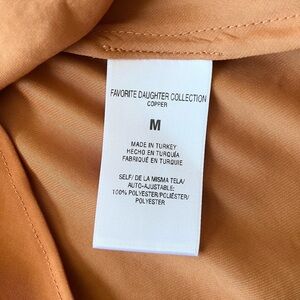 FAVORITE DAUGHTER COLLECTION
COPPER
M
MADE IN TURKEY
HECHO EN TURQUÍA
FABRIQUÉ EN TURQUIE
SELF/ DE LA MISMA TELA/
AUTO-AJUSTABLE:
100% POLYESTER/POLIÉSTER/
POLYESTER